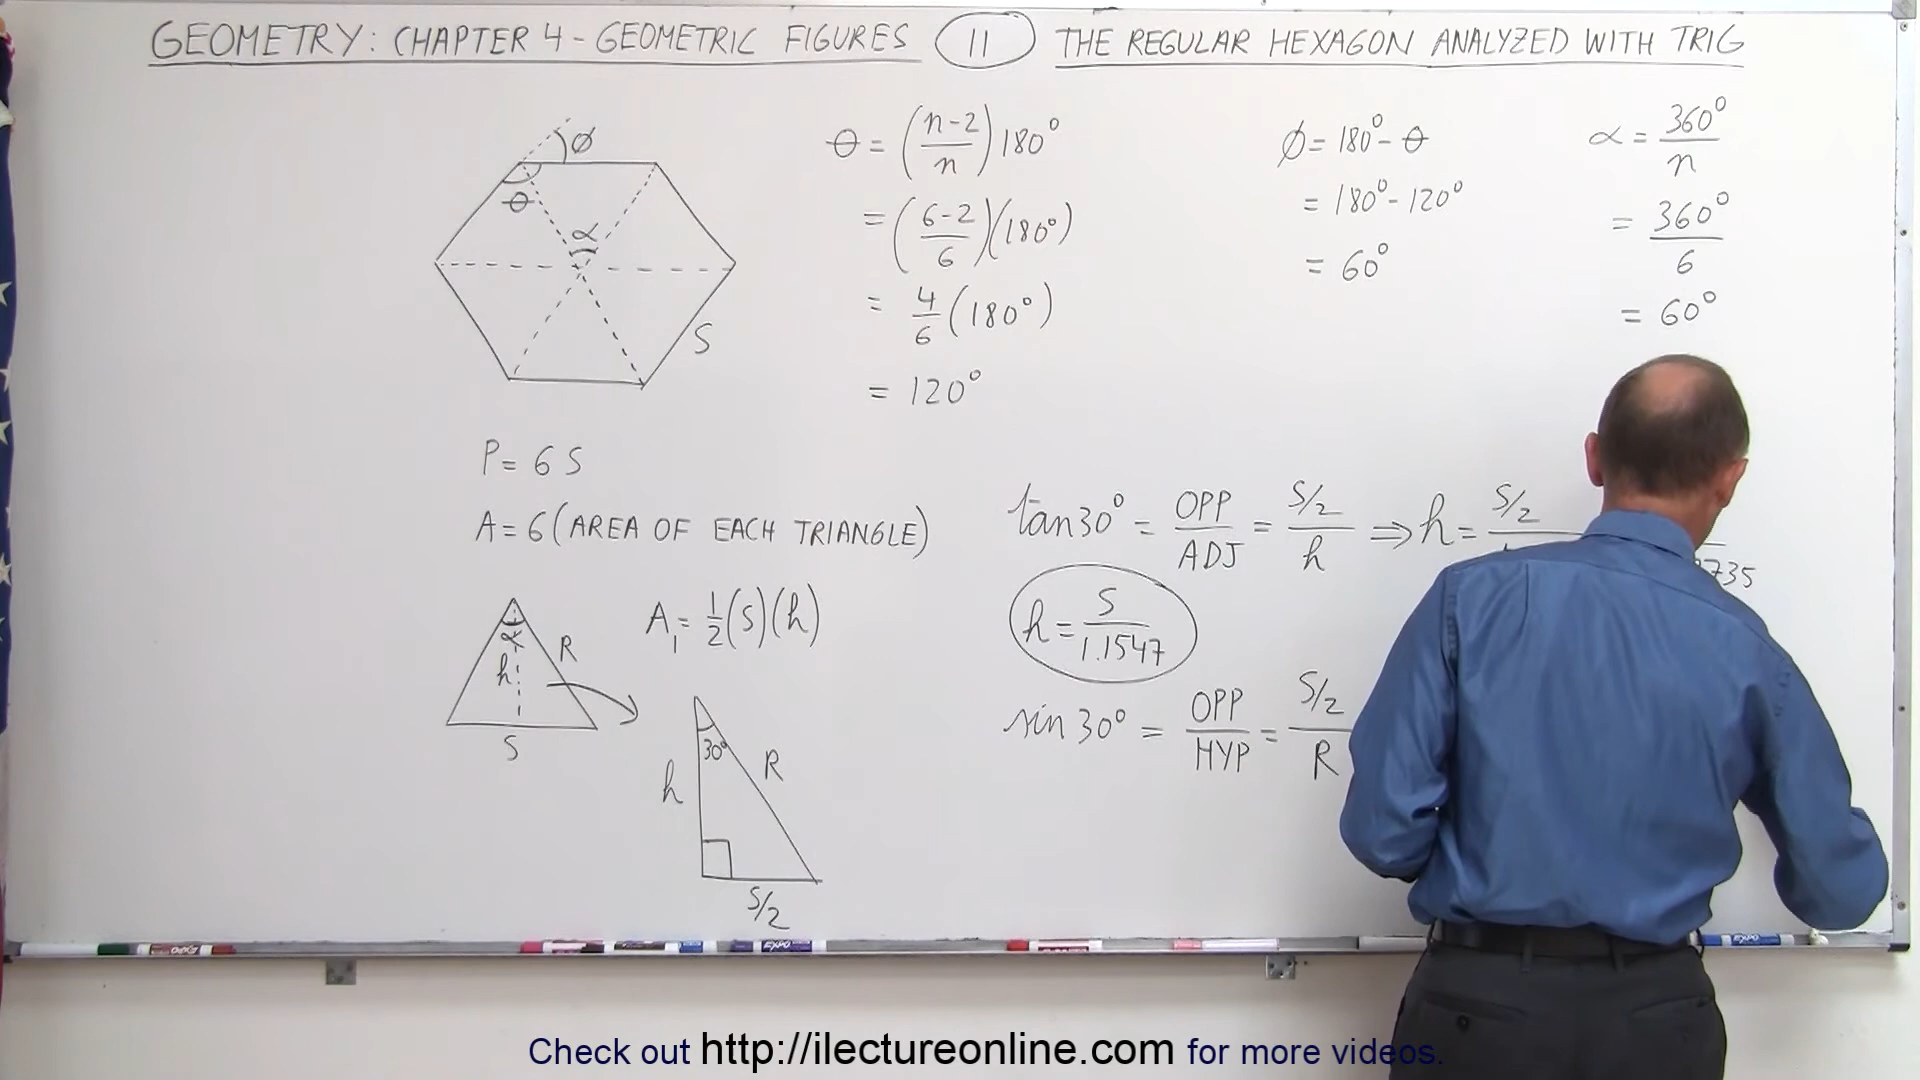 GEOMETRY: CHAPTER 4 - GEOMETRIC FIGURES 11 THE REGULAR HEXAGON ANALYZED WITH TRIG
ϕ
θ
α
S
θ = ((n-2)/n) 180°
= ((6-2)/6)(180°)
= 4/6 (180°)
= 120°
ϕ = 180° - θ
= 180° - 120°
= 60°
α = 360°/n
= 360°/6
= 60°
P = 6 S
A = 6 (AREA OF EACH TRIANGLE)
α
h
R
S
A₁ = 1/2 (S)(h)
30°
h
R
S/2
tan 30° = OPP/ADJ = S/2 / h ⇒ h = S/2
735
h = S/1.1547
sin 30° = OPP/HYP = S/2 / R
EXPO
EXPO
Check out http://ilectureonline.com for more videos.